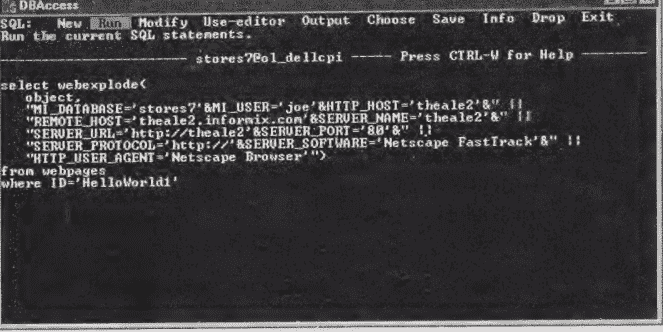 DBAccess
SQL: New Run Modify Use-editor Output Choose Save Info Drop Exit
Run the current SQL statements.
stores7@ol_dellcpi Press CTRL-W for Help
select webexplode(
object,
"MI_DATABASE='stores7'&MI_USER='joe'&HTTP_HOST='theale2'&" ||
"REMOTE_HOST='theale2.informix.com'&SERVER_NAME='theale2'&" ||
"SERVER_URL='http://theale2'&SERVER_PORT='80'&" ||
"SERVER_PROTOCOL='http://'&SERVER_SOFTWARE='Netscape FastTrack'&" ||
"HTTP_USER_AGENT='Netscape Browser'")
from webpages
where ID='HelloWorld1'